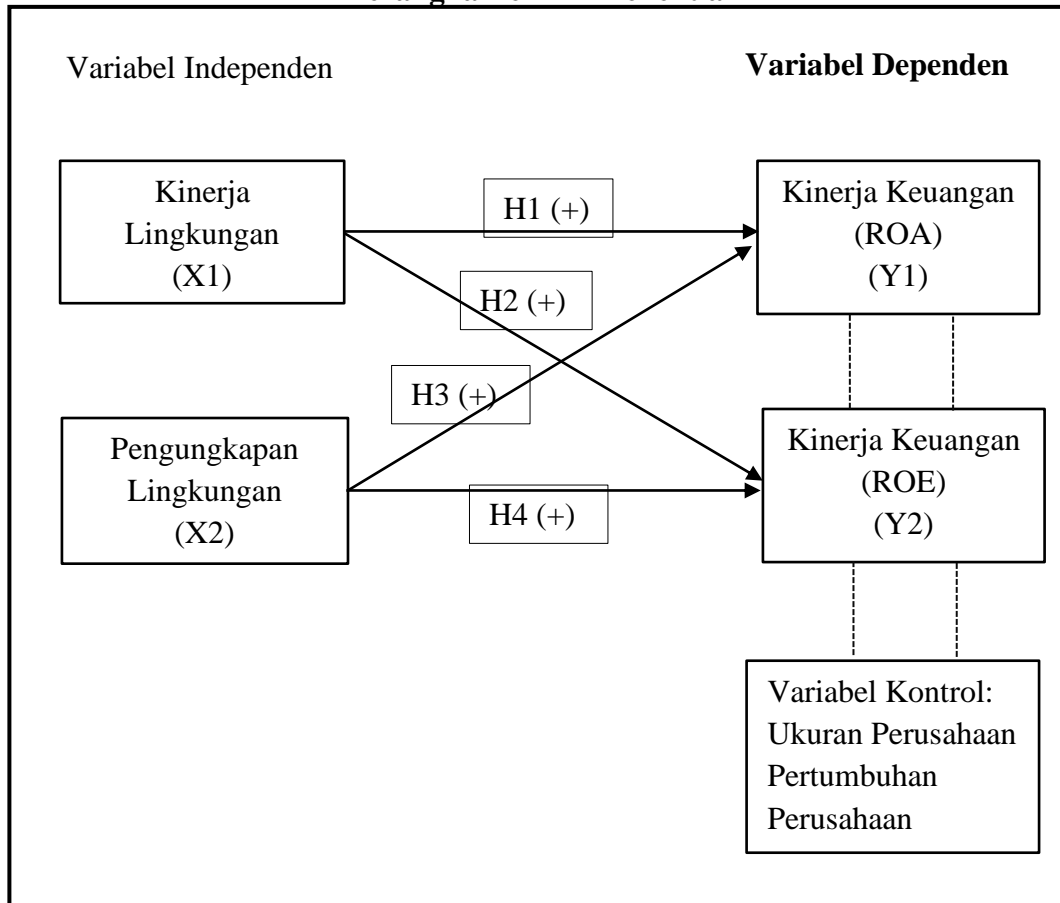 Variabel Independen
Variabel Dependen
Kinerja
Lingkungan
(X1)
H1 (+)
Kinerja Keuangan
(ROA)
(Y1)
H2 (+)
H3 (+)
Pengungkapan
Lingkungan
(X2)
H4 (+)
Kinerja Keuangan
(ROE)
(Y2)
Variabel Kontrol:
Ukuran Perusahaan
Pertumbuhan
Perusahaan